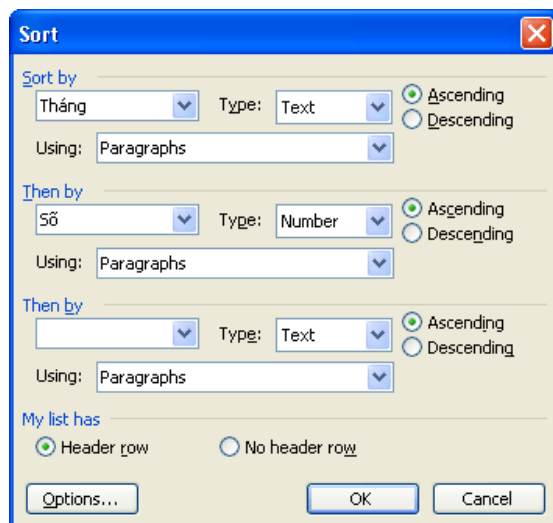 Sort
Sort by
Tháng Type: Text Ascending
Descending
Using: Paragraphs
Then by
Số Type: Number Ascending
Descending
Using: Paragraphs
Then by
Type: Text Ascending
Descending
Using: Paragraphs
My list has
Header row No header row
Options... OK Cancel